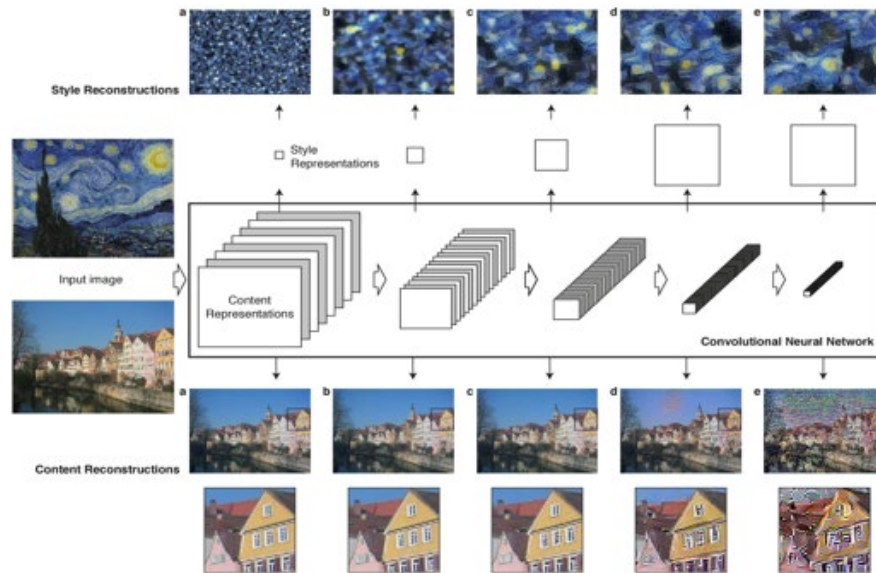 a b c d e
Style Reconstructions
Style
Representations
Input image
Content
Representations
Convolutional Neural Network
a b c d e
Content Reconstructions